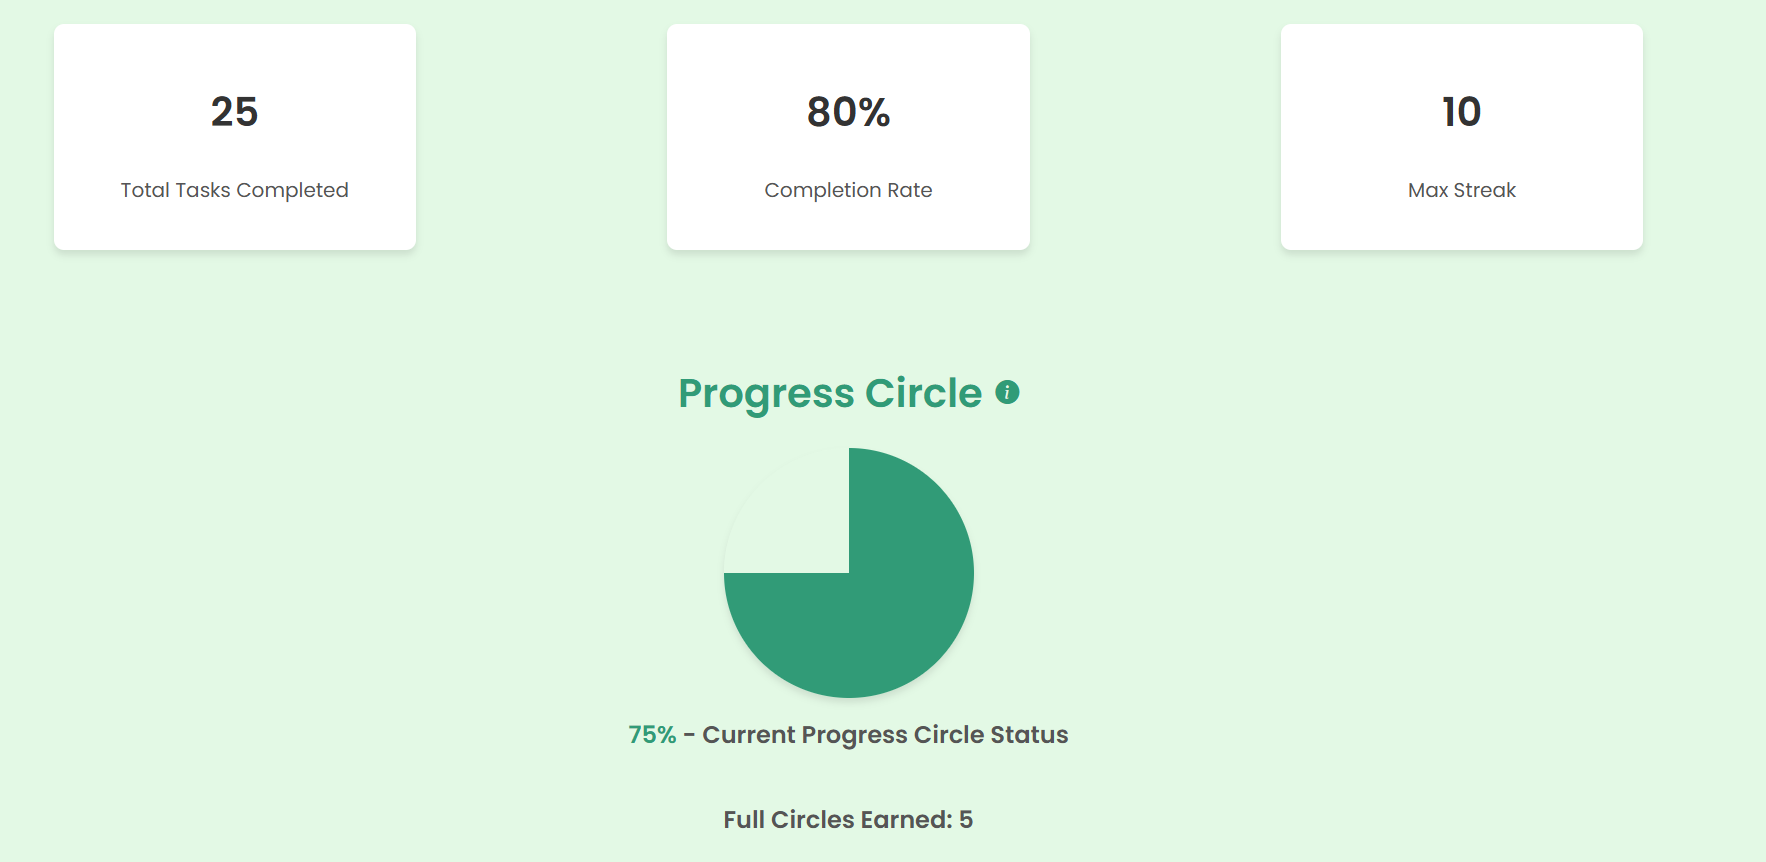 25
80%
10
Total Tasks Completed
Completion Rate
Max Streak
Progress Circle i
75% - Current Progress Circle Status
Full Circles Earned: 5